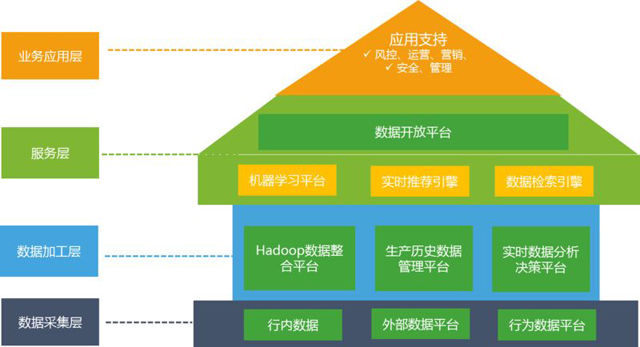 应用支持
✓ 风控、运营、营销、
✓ 安全、管理
业务应用层
数据开放平台
服务层
机器学习平台
实时推荐引擎
数据检索引擎
数据加工层
Hadoop数据整
合平台
生产历史数据
管理平台
实时数据分析
决策平台
数据采集层
行内数据
外部数据平台
行为数据平台